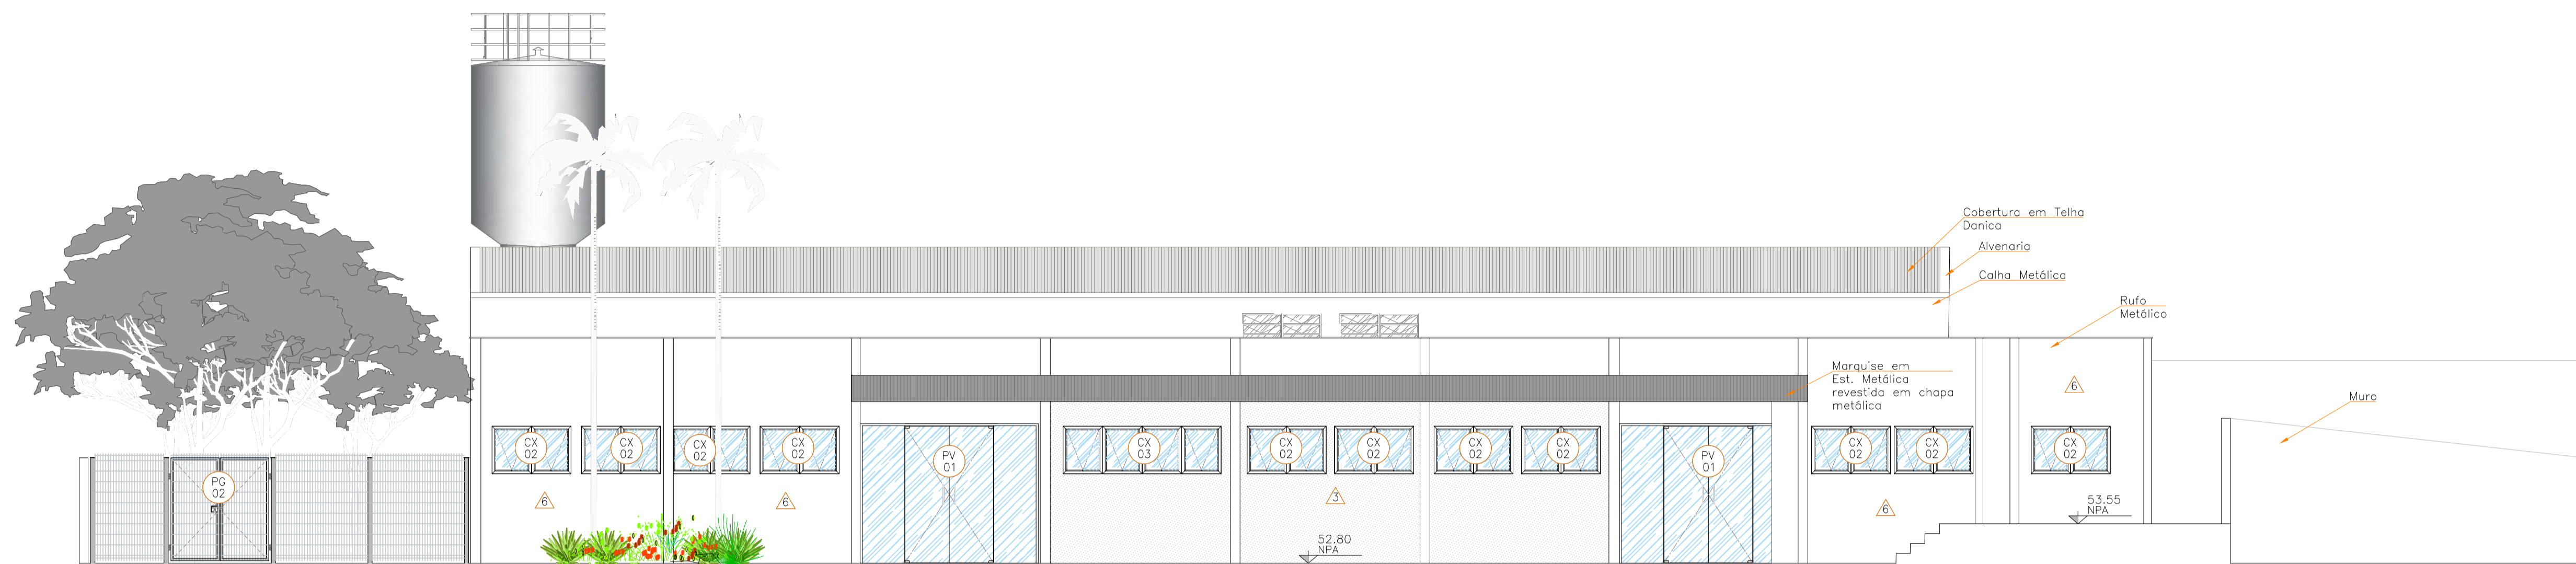 Cobertura em Telha
Danica
Alvenaria
Calha Metálica
Rufo
Metálico
Marquise em
Est. Metálica
revestida em chapa
metálica
6
Muro
CX
02
CX
02
CX
02
CX
02
PV
01
CX
03
CX
02
CX
02
CX
02
CX
02
PV
01
CX
02
CX
02
CX
02
PG
02
6
6
3
6
53.55
NPA
52.80
NPA